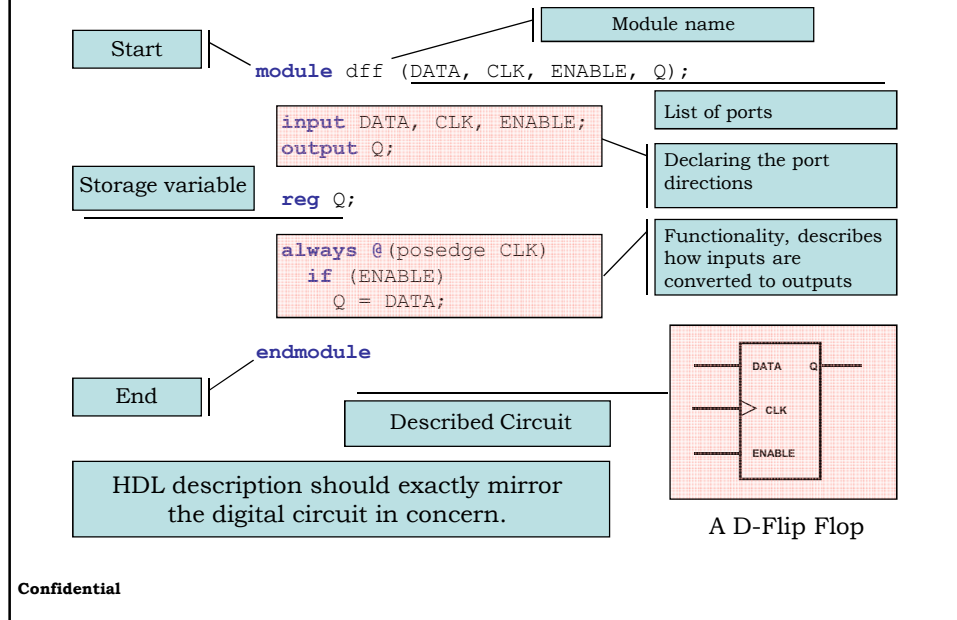 Module name
Start
module dff (DATA, CLK, ENABLE, Q);
List of ports
input DATA, CLK, ENABLE;
output Q;
Declaring the port
directions
Storage variable
reg Q;
always @(posedge CLK)
if (ENABLE)
Q = DATA;
Functionality, describes
how inputs are
converted to outputs
endmodule
End
Described Circuit
DATA Q
CLK
ENABLE
HDL description should exactly mirror
the digital circuit in concern.
A D-Flip Flop
Confidential